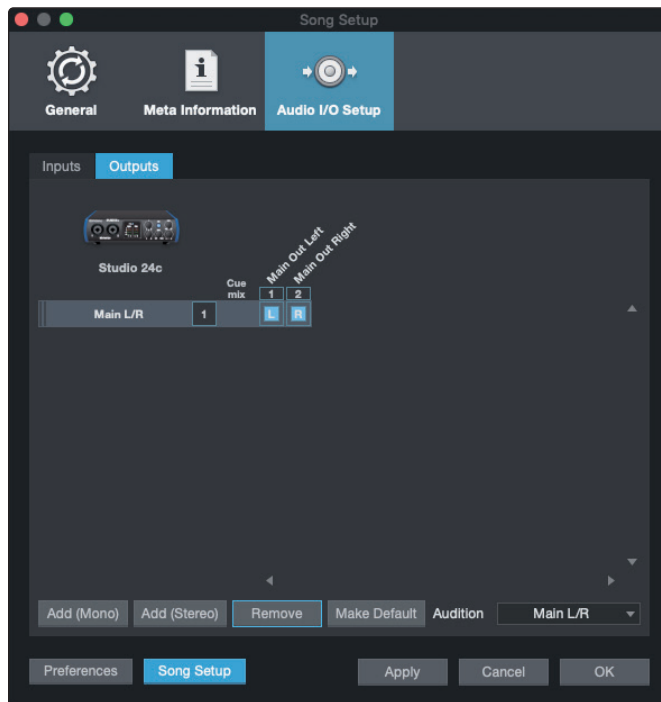 Song Setup
General Meta Information Audio I/O Setup
Inputs Outputs
Studio 24c
Cue mix
Main Out Left
Main Out Right
1 2
Main L/R 1 L R
Add (Mono) Add (Stereo) Remove Make Default Audition Main L/R
Preferences Song Setup Apply Cancel OK